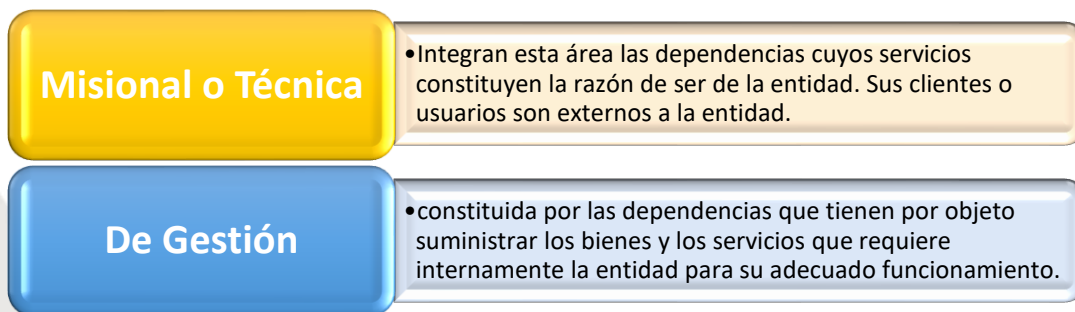 Misional o Técnica
•Integran esta área las dependencias cuyos servicios
constituyen la razón de ser de la entidad. Sus clientes o
usuarios son externos a la entidad.
De Gestión
•constituida por las dependencias que tienen por objeto
suministrar los bienes y los servicios que requiere
internamente la entidad para su adecuado funcionamiento.